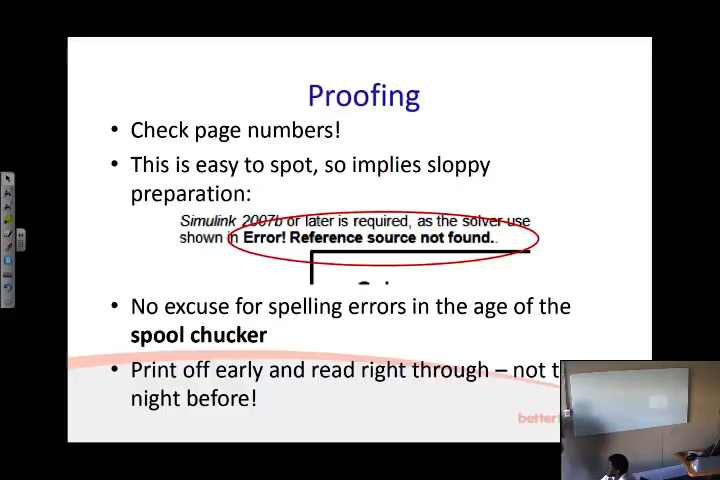 Proofing
• Check page numbers!
• This is easy to spot, so implies sloppy
preparation:
Simulink 2007b or later is required, as the solver use
shown in Error! Reference source not found..
• No excuse for spelling errors in the age of the
spool chucker
• Print off early and read right through – not t
night before!
better